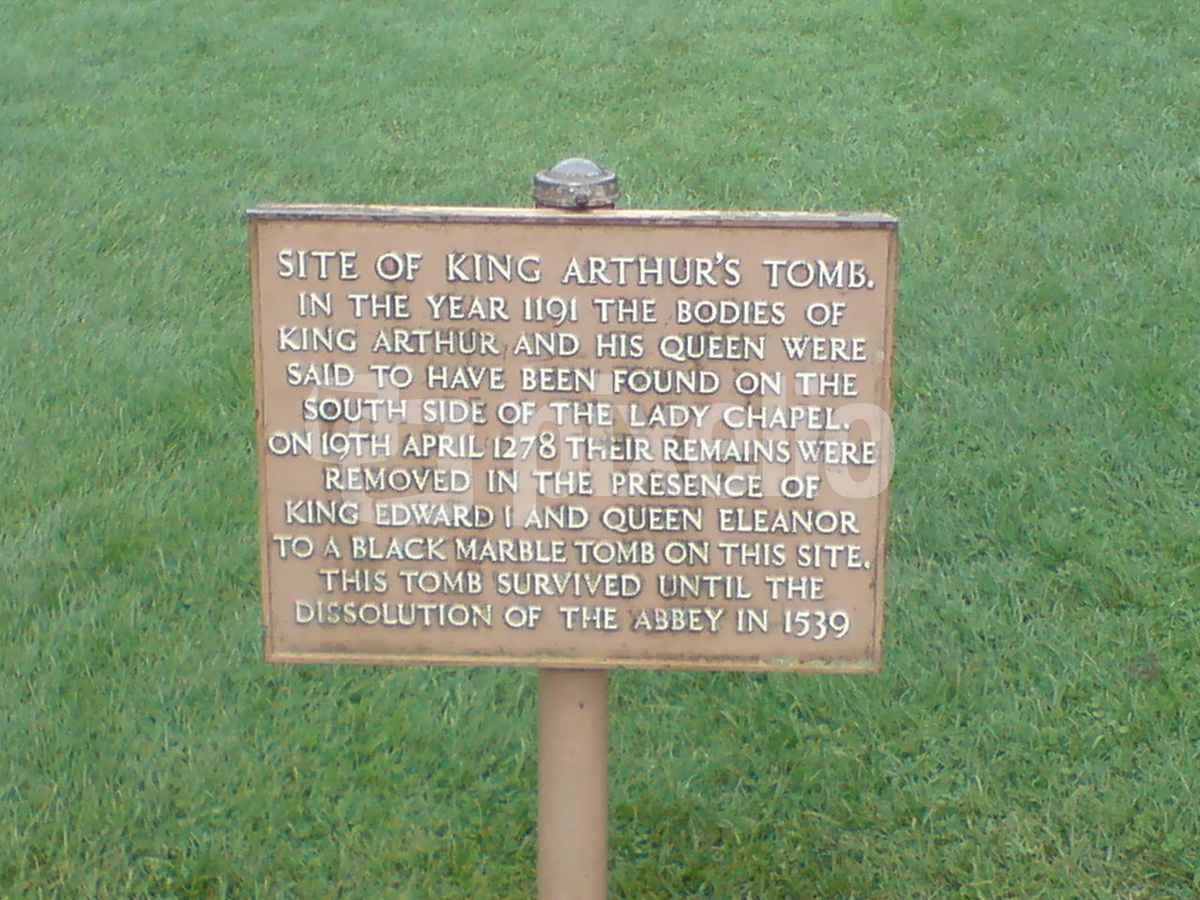 SITE OF KING ARTHUR'S TOMB.
IN THE YEAR 1191 THE BODIES OF
KING ARTHUR AND HIS QUEEN WERE
SAID TO HAVE BEEN FOUND ON THE
SOUTH SIDE OF THE LADY CHAPEL.
ON 19TH APRIL 1278 THEIR REMAINS WERE
REMOVED IN THE PRESENCE OF
KING EDWARD I AND QUEEN ELEANOR
TO A BLACK MARBLE TOMB ON THIS SITE.
THIS TOMB SURVIVED UNTIL THE
DISSOLUTION OF THE ABBEY IN 1539